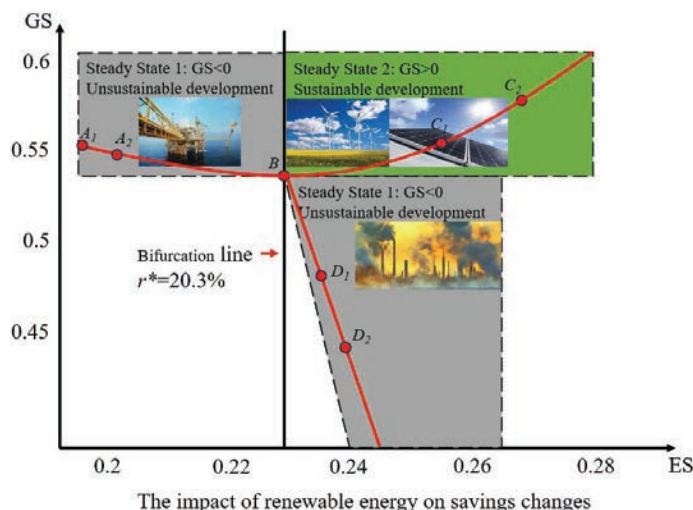 GS
0.6
0.55
0.5
0.45
Steady State 1: GS<0
Unsustainable development
A1
A2
Steady State 2: GS>0
Sustainable development
C1
C2
B
Steady State 1: GS<0
Unsustainable development
Bifurcation line
r*=20.3%
D1
D2
0.2
0.22
0.24
0.26
0.28
ES
The impact of renewable energy on savings changes